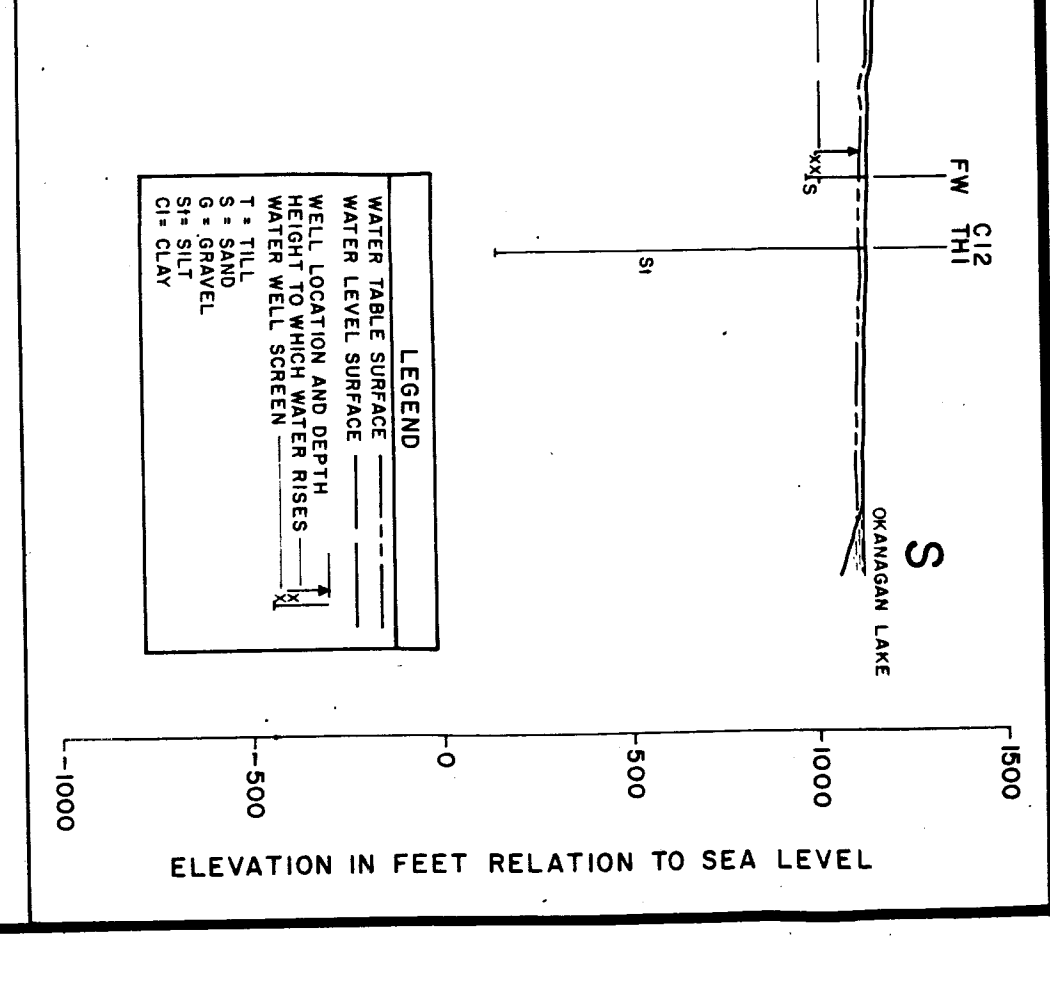 FW
C12
TH1
XX
S
St
S
OKANAGAN LAKE
LEGEND
WATER TABLE SURFACE
WATER LEVEL SURFACE
WELL LOCATION AND DEPTH
HEIGHT TO WHICH WATER RISES
WATER WELL SCREEN
X
X
T = TILL
S = SAND
G = GRAVEL
St= SILT
Cl= CLAY
1500
1000
500
0
-500
-1000
ELEVATION IN FEET RELATION TO SEA LEVEL